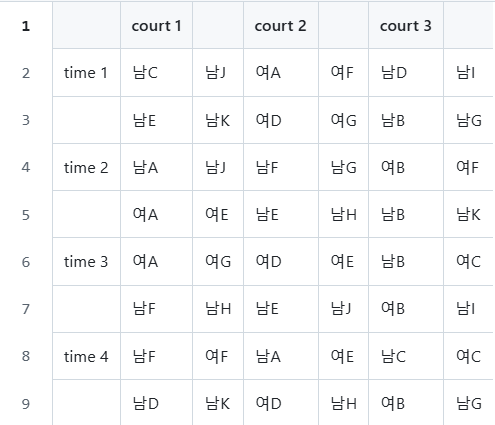 1 court 1 court 2 court 3
2 time 1 남C 남J 여A 여F 남D 남I
3 남E 남K 여D 여G 남B 남G
4 time 2 남A 남J 남F 남G 여B 여F
5 여A 여E 남E 남H 남B 남K
6 time 3 여A 여G 여D 여E 남B 여C
7 남F 남H 남E 남J 여B 남I
8 time 4 남F 여F 남A 여E 남C 여C
9 남D 남K 여D 남H 여B 남G